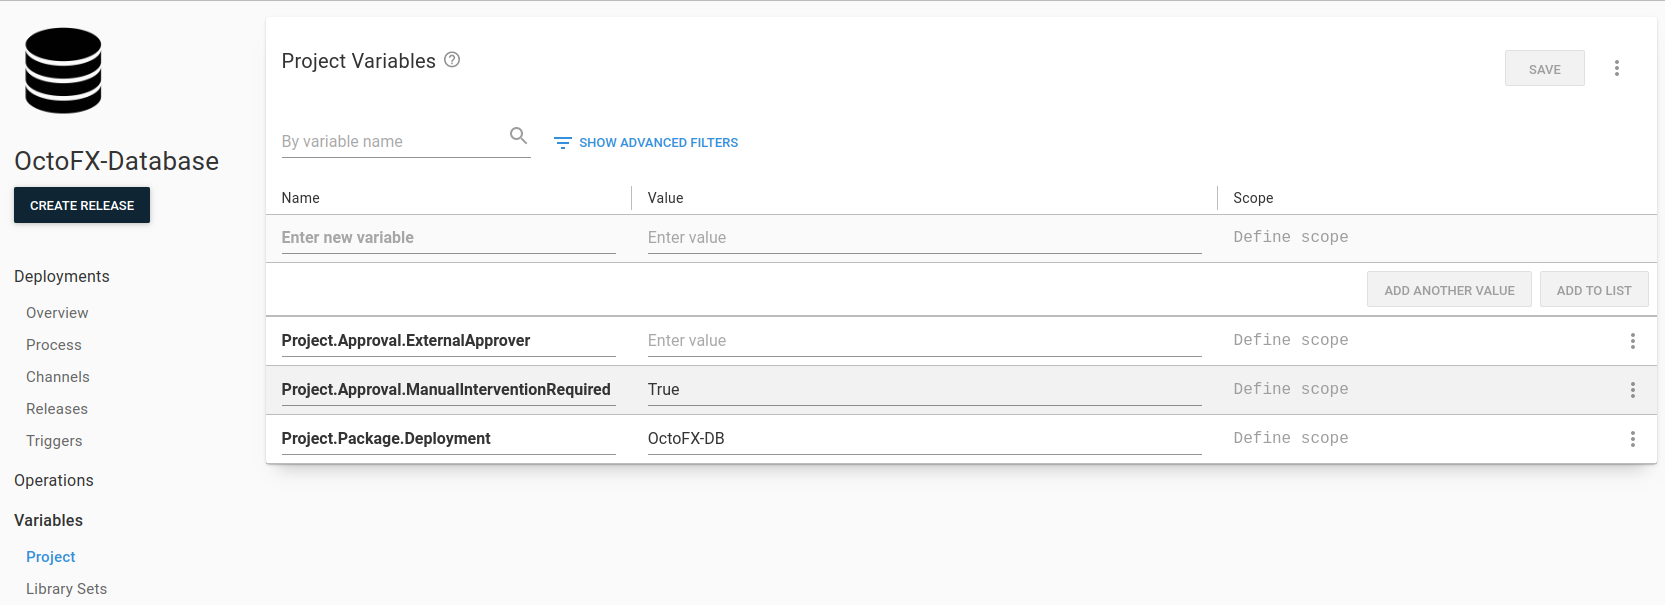 OctoFX-Database
CREATE RELEASE
Deployments
Overview
Process
Channels
Releases
Triggers
Operations
Variables
Project
Library Sets
Project Variables ?
SAVE
By variable name
SHOW ADVANCED FILTERS
Name Value Scope
Enter new variable Enter value Define scope
ADD ANOTHER VALUE ADD TO LIST
Project.Approval.ExternalApprover Enter value Define scope
Project.Approval.ManualInterventionRequired True Define scope
Project.Package.Deployment OctoFX-DB Define scope